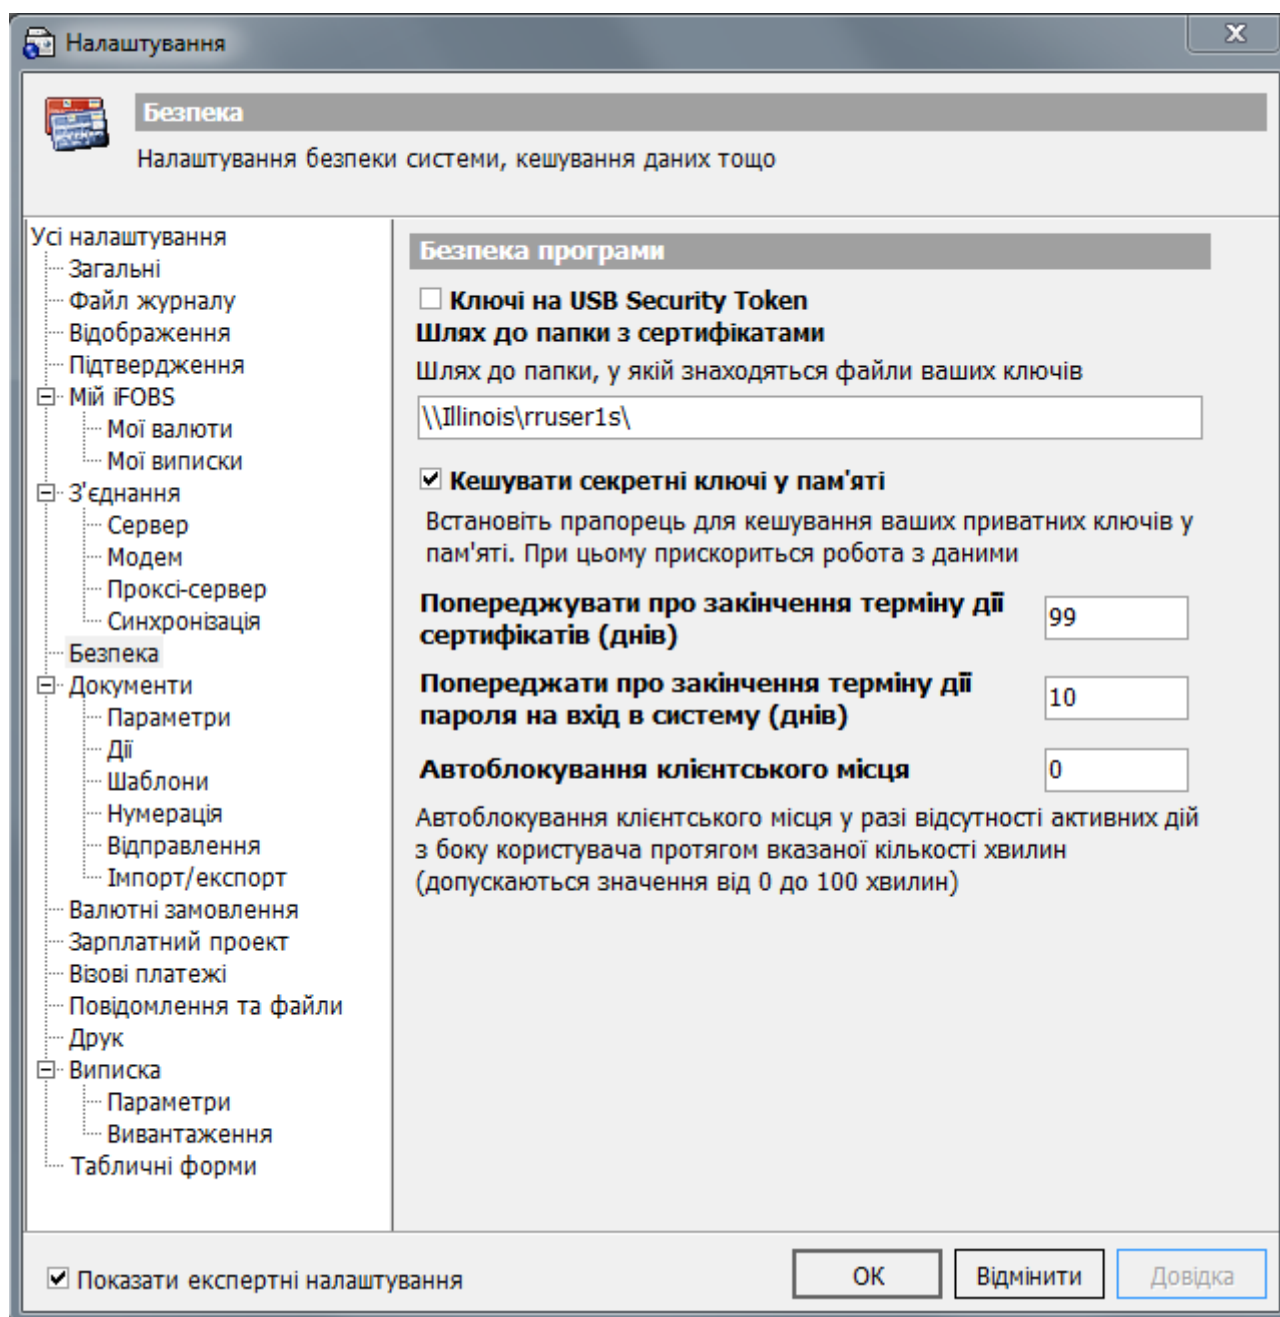 Налаштування
Безпека
Налаштування безпеки системи, кешування даних тощо
Усі налаштування
Загальні
Файл журналу
Відображення
Підтвердження
Мій iFOBS
Мої валюти
Мої виписки
З'єднання
Сервер
Модем
Проксі-сервер
Синхронізація
Безпека
Документи
Параметри
Дії
Шаблони
Нумерація
Відправлення
Імпорт/експорт
Валютні замовлення
Зарплатний проект
Візові платежі
Повідомлення та файли
Друк
Виписка
Параметри
Вивантаження
Табличні форми
Безпека програми
Ключі на USB Security Token
Шлях до папки з сертифікатами
Шлях до папки, у якій знаходяться файли ваших ключів
\\Illinois\rruser1s\
Кешувати секретні ключі у пам'яті
Встановіть прапорець для кешування ваших приватних ключів у
пам'яті. При цьому прискориться робота з даними
Попереджувати про закінчення терміну дії
сертифікатів (днів)
99
Попереджати про закінчення терміну дії
пароля на вхід в систему (днів)
10
Автоблокування клієнтського місця
0
Автоблокування клієнтського місця у разі відсутності активних дій
з боку користувача протягом вказаної кількості хвилин
(допускаються значення від 0 до 100 хвилин)
Показати експертні налаштування
ОК
Відмінити
Довідка